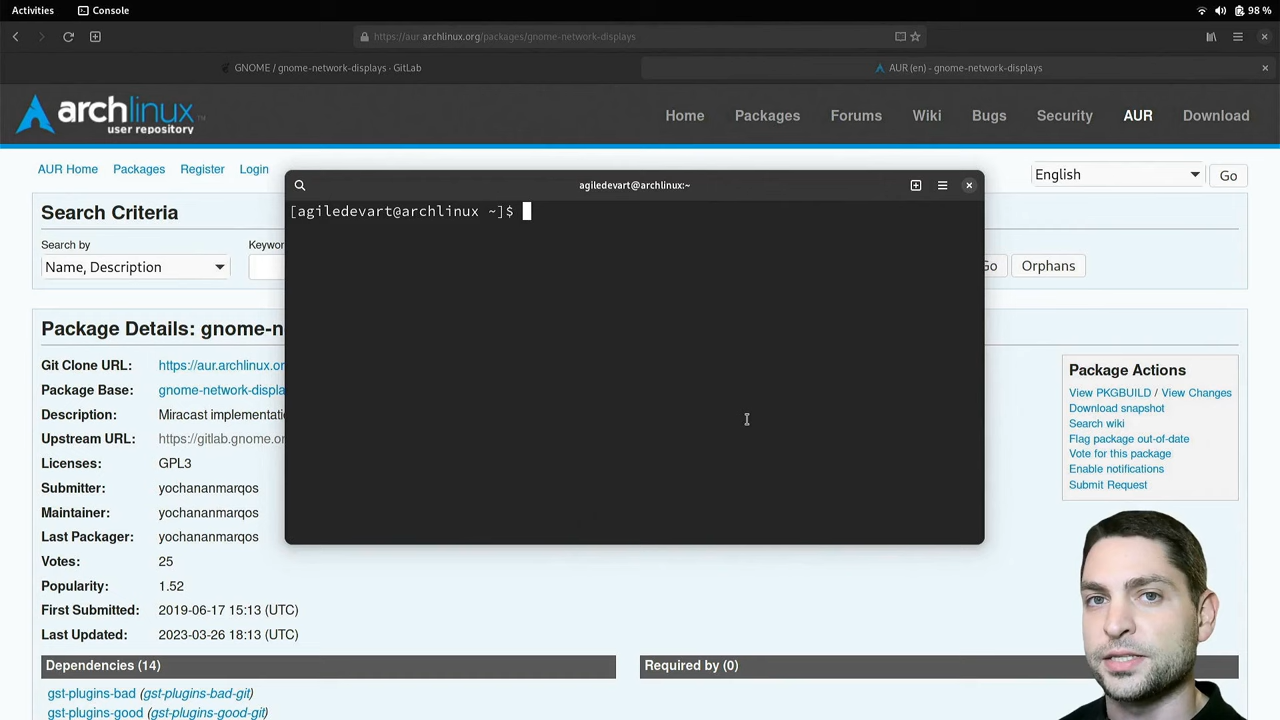 Activities
Console
98 %
https://aur.archlinux.org/packages/gnome-network-displays
GNOME / gnome-network-displays · GitLab
AUR (en) - gnome-network-displays
archlinux
user repository
Home
Packages
Forums
Wiki
Bugs
Security
AUR
Download
AUR Home
Packages
Register
Login
English
Go
agiledevart@archlinux:~
[agiledevart@archlinux ~]$
Search Criteria
Search by
Keywor
Name, Description
Go
Orphans
Package Details: gnome-n
Git Clone URL: https://aur.archlinux.or
Package Base: gnome-network-displa
Description: Miracast implementati
Upstream URL: https://gitlab.gnome.or
Licenses: GPL3
Submitter: yochananmarqos
Maintainer: yochananmarqos
Last Packager: yochananmarqos
Votes: 25
Popularity: 1.52
First Submitted: 2019-06-17 15:13 (UTC)
Last Updated: 2023-03-26 18:13 (UTC)
Package Actions
View PKGBUILD / View Changes
Download snapshot
Search wiki
Flag package out-of-date
Vote for this package
Enable notifications
Submit Request
Dependencies (14)
Required by (0)
gst-plugins-bad (gst-plugins-bad-git)
gst-plugins-good (gst-plugins-good-git)